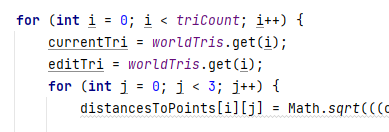 for (int i = 0; i < triCount; i++) {
currentTri = worldTris.get(i);
editTri = worldTris.get(i);
for (int j = 0; j < 3; j++) {
distancesToPoints[i][j] = Math.sqrt(((